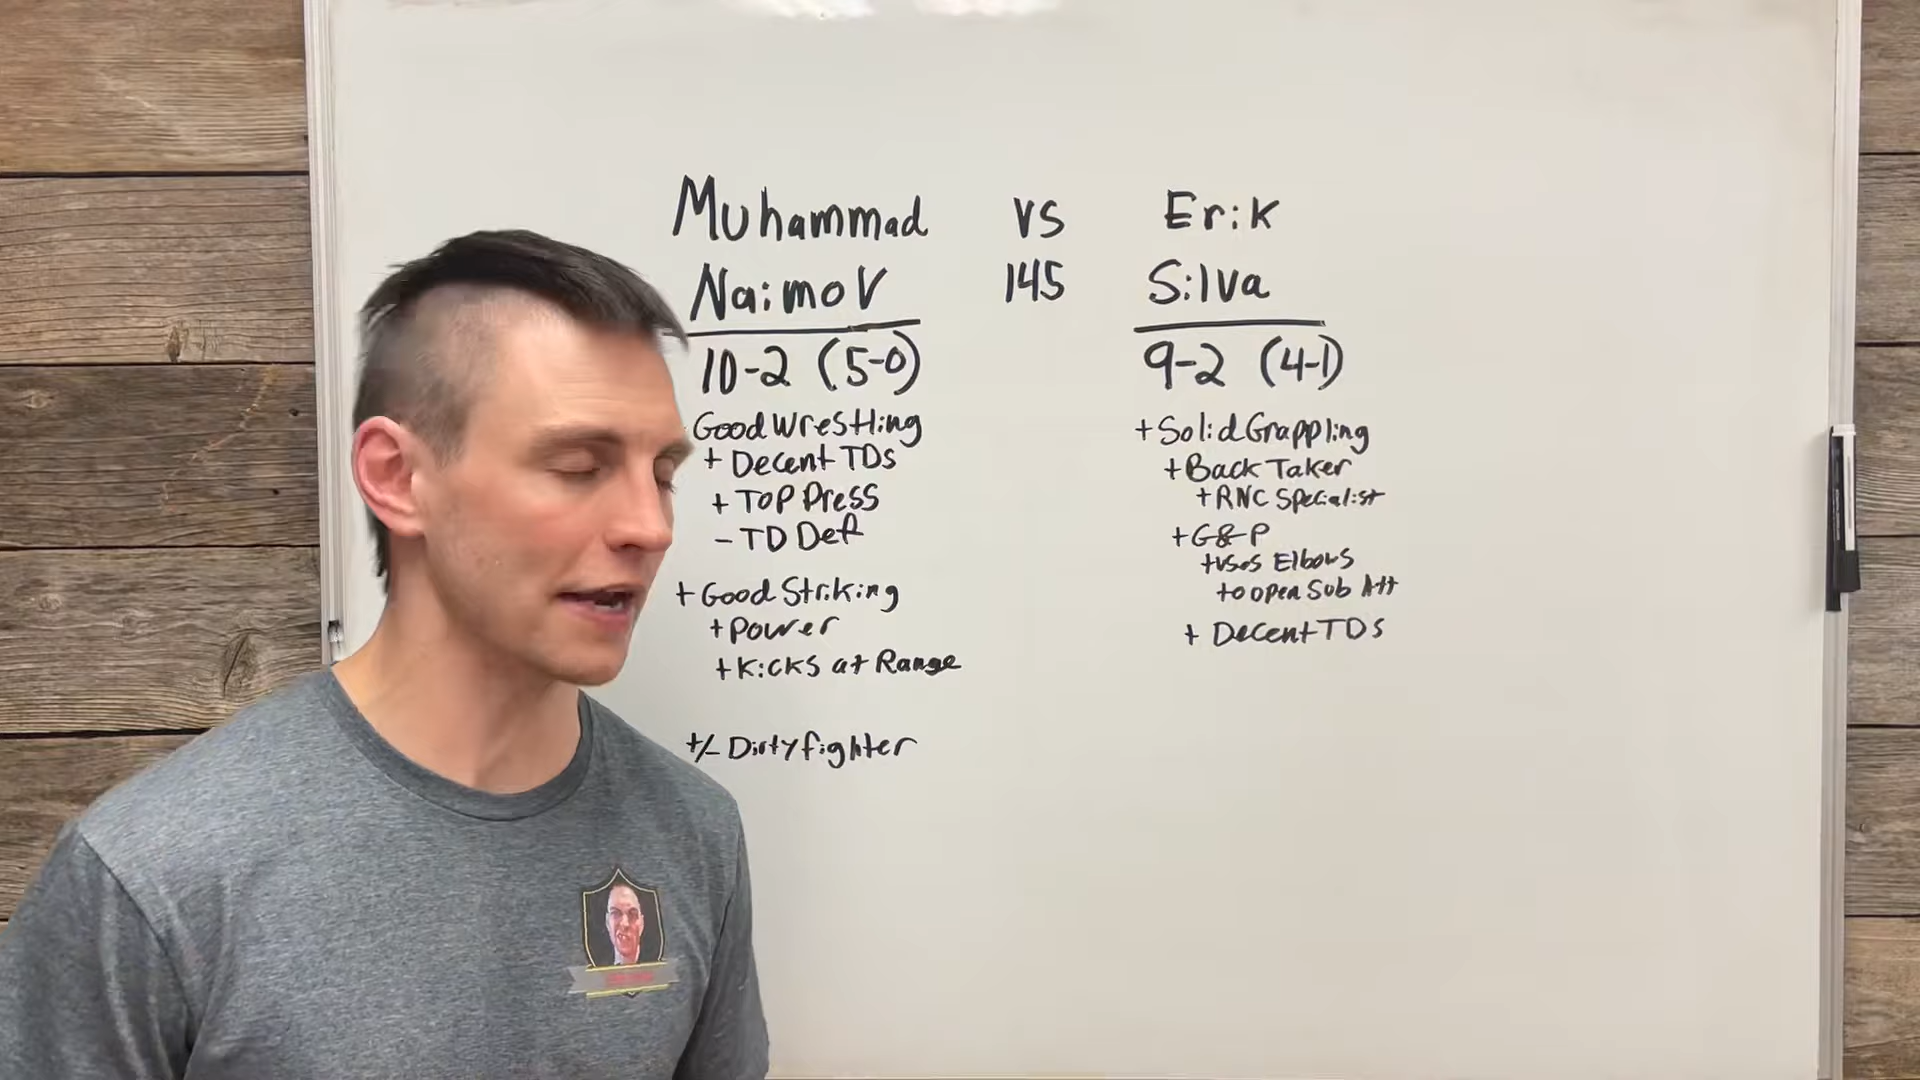 Muhammad vs Erik
Naimov 145 Silva
10-2 (5-0) 9-2 (4-1)
Good Wrestling
+ Decent TDs
+ Top Press
- TD Def
+ Good Striking
+ Power
+ Kicks at Range
+/- Dirty fighter
+ Solid Grappling
+ Back Taker
+ RNC Specialist
+ G&P
+ Uses Elbows
to open Sub Att
+ Decent TDs